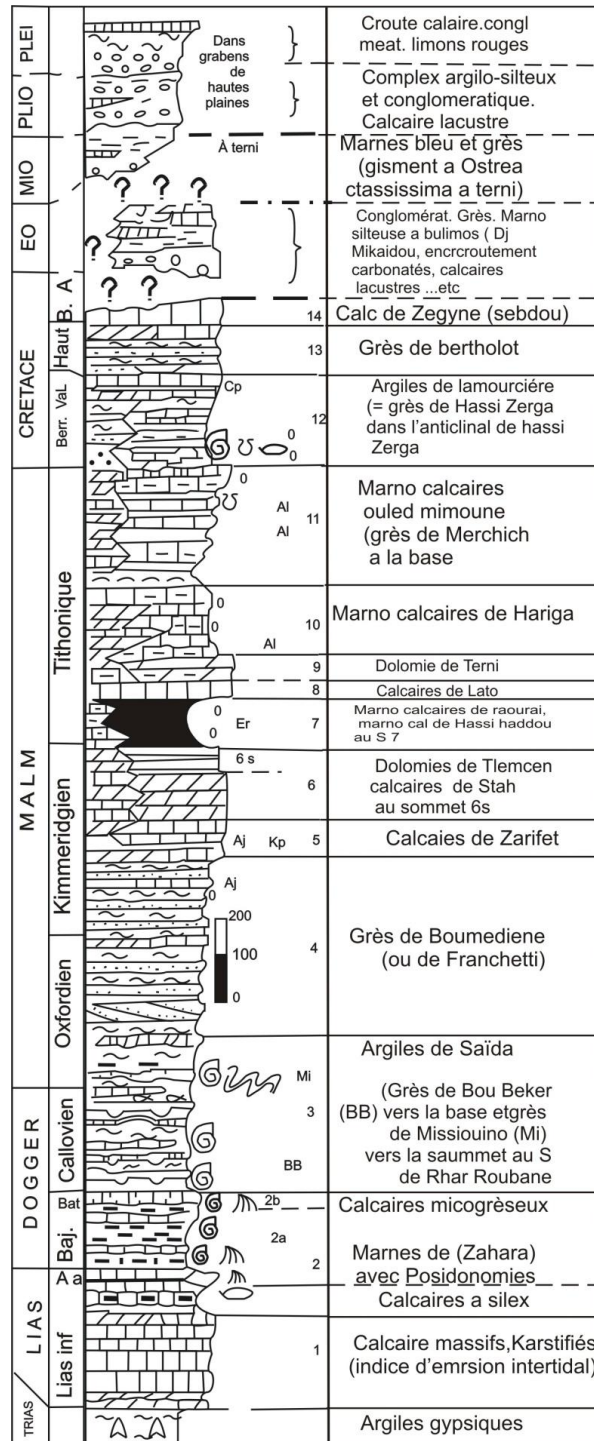 PLEI
Dans
grabens
de
hautes
plaines
Croute calaire.congl
meat. limons rouges
PLIO
Complex argilo-silteux
et conglomeratique.
Calcaire lacustre
MIO
À terni
Marnes bleu et grès
(gisment a Ostrea
ctassissima a terni)
? ? ?
EO
?
Conglomérat. Grès. Marno
silteuse a bulimos ( Dj
Mikaidou, encrcroutement
carbonatés, calcaires
lacustres ...etc
? ?
CRETACE
B. A
14
Calc de Zegyne (sebdou)
Haut
13
Grès de bertholot
Berr. VaL
Cp
12
0
0
Argiles de lamourciére
(= grès de Hassi Zerga
dans l'anticlinal de hassi
Zerga
MALM
Tithonique
0
Al
Al
11
Marno calcaires
ouled mimoune
(grès de Merchich
a la base
0
0
Al
10
Marno calcaires de Hariga
9
Dolomie de Terni
8
Calcaires de Lato
0
0
Er
7
Marno calcaires de raourai,
marno cal de Hassi haddou
au S 7
Kimmeridgien
6 s
6
Dolomies de Tlemcen
calcaires de Stah
au sommet 6s
Aj
Kp
5
Calcaies de Zarifet
Aj
0
200
100
0
4
Grès de Boumediene
(ou de Franchetti)
Oxfordien
Argiles de Saïda
Mi
3
BB
(Grès de Bou Beker
(BB) vers la base etgrès
de Missiouino (Mi)
vers la saummet au S
de Rhar Roubane
DOGGER
Callovien
Bat
2b
Calcaires micogrèseux
Baj.
2a
2
Marnes de (Zahara)
avec Posidonomies
LIAS
A a
Calcaires a silex
Lias inf
1
Calcaire massifs,Karstifiés
(indice d'emrsion intertidal)
TRIAS
Argiles gypsiques